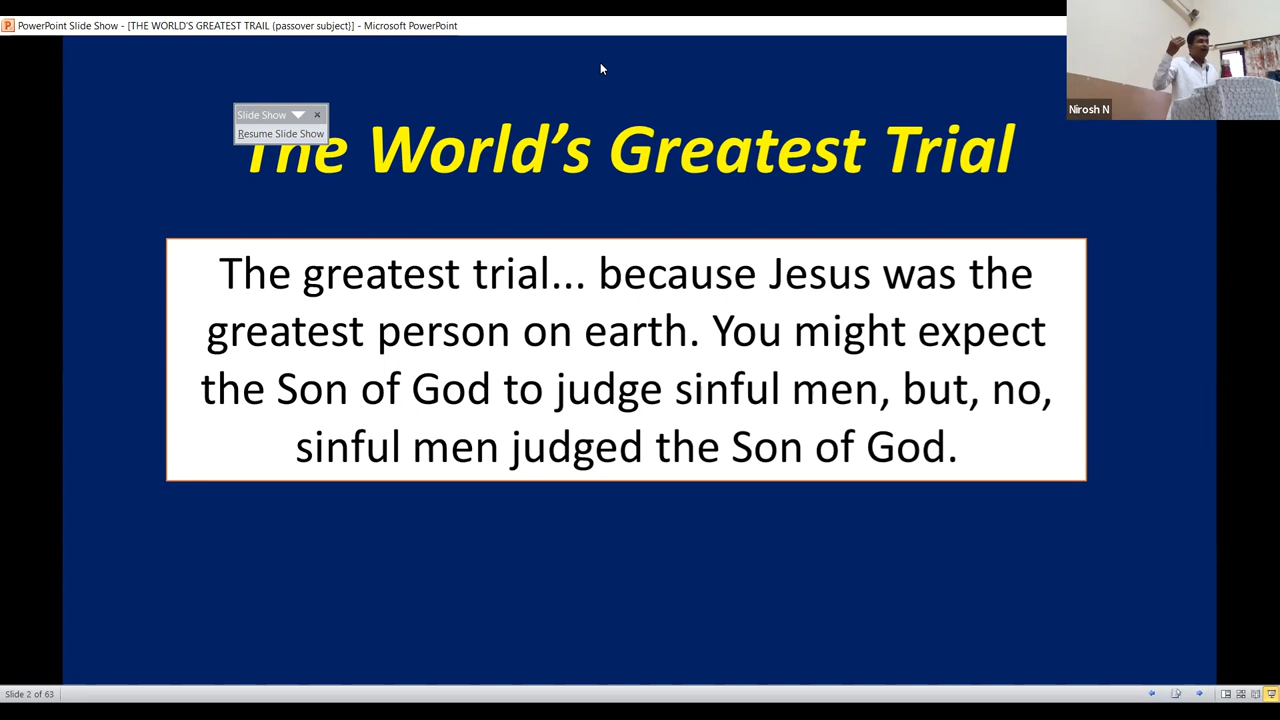 PowerPoint Slide Show - [THE WORLD'S GREATEST TRAIL (passover subject}] - Microsoft PowerPoint
Nirosh N
Slide Show
Resume Slide Show
The World’s Greatest Trial
The greatest trial... because Jesus was the
greatest person on earth. You might expect
the Son of God to judge sinful men, but, no,
sinful men judged the Son of God.
Slide 2 of 63